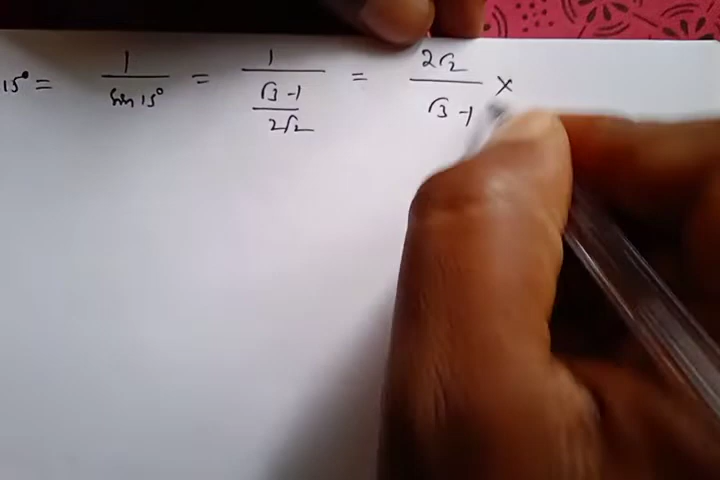 15° = 1/sin 15° = 1/((√3 -1)/(2√2)) = 2√2/(√3 -1) ×